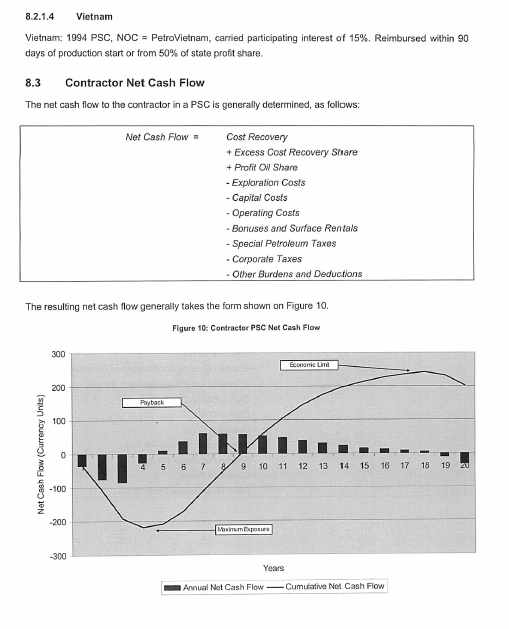 8.2.1.4 Vietnam
Vietnam: 1994 PSC, NOC = PetroVietnam, carried participating interest of 15%. Reimbursed within 90
days of production start or from 50% of state profit share.
8.3 Contractor Net Cash Flow
The net cash flow to the contractor in a PSC is generally determined, as follows:
Net Cash Flow = Cost Recovery
+ Excess Cost Recovery Share
+ Profit Oil Share
- Exploration Costs
- Capital Costs
- Operating Costs
- Bonuses and Surface Rentals
- Special Petroleum Taxes
- Corporate Taxes
- Other Burdens and Deductions
The resulting net cash flow generally takes the form shown on Figure 10.
Figure 10: Contractor PSC Net Cash Flow
Net Cash Flow (Currency Units)
300
200
100
0
-100
-200
-300
Economic Limit
Payback
4 5 6 7 8 9 10 11 12 13 14 15 16 17 18 19 20
Maximum Exposure
Years
Annual Net Cash Flow Cumulative Net Cash Flow